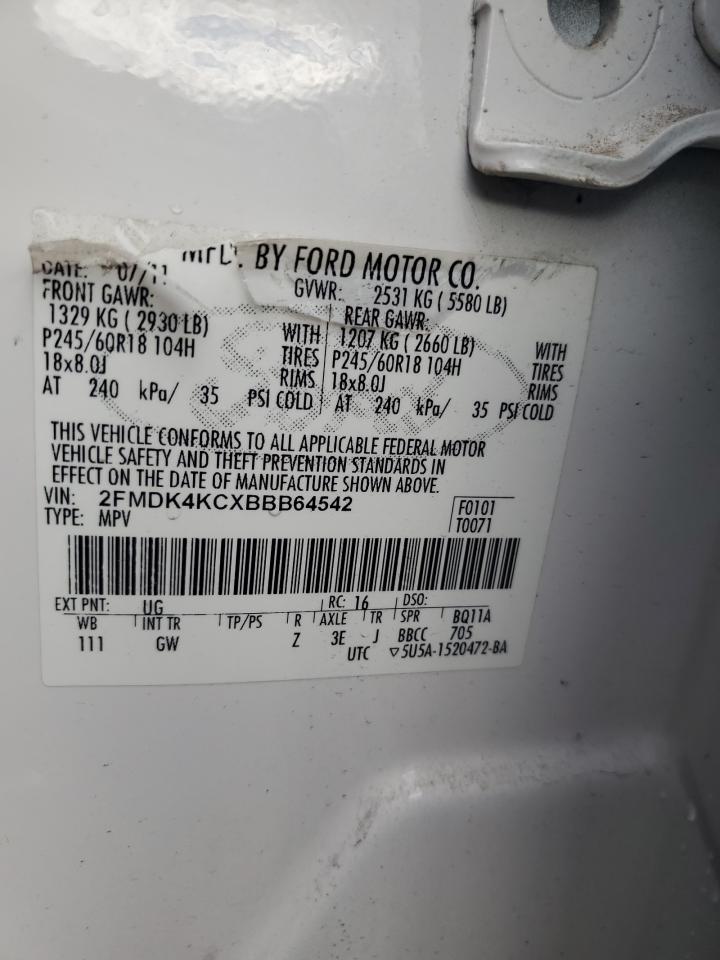 MFD. BY FORD MOTOR CO.
DATE: 07/11 GVWR: 2531 KG ( 5580 LB)
FRONT GAWR: REAR GAWR:
1329 KG ( 2930 LB) WITH 1207 KG ( 2660 LB) WITH
P245/60R18 104H TIRES P245/60R18 104H TIRES
18x8.0J RIMS 18x8.0J RIMS
AT 240 kPa/ 35 PSI COLD AT 240 kPa/ 35 PSI COLD
THIS VEHICLE CONFORMS TO ALL APPLICABLE FEDERAL MOTOR
VEHICLE SAFETY AND THEFT PREVENTION STANDARDS IN
EFFECT ON THE DATE OF MANUFACTURE SHOWN ABOVE.
VIN: 2FMDK4KCXBBB64542 F0101
TYPE: MPV T0071
EXT PNT: UG RC: 16 DSO:
WB INT TR TP/PS R AXLE TR SPR BQ11A
111 GW Z 3E J BBCC 705
UTC ▽5U5A-1520472-BA